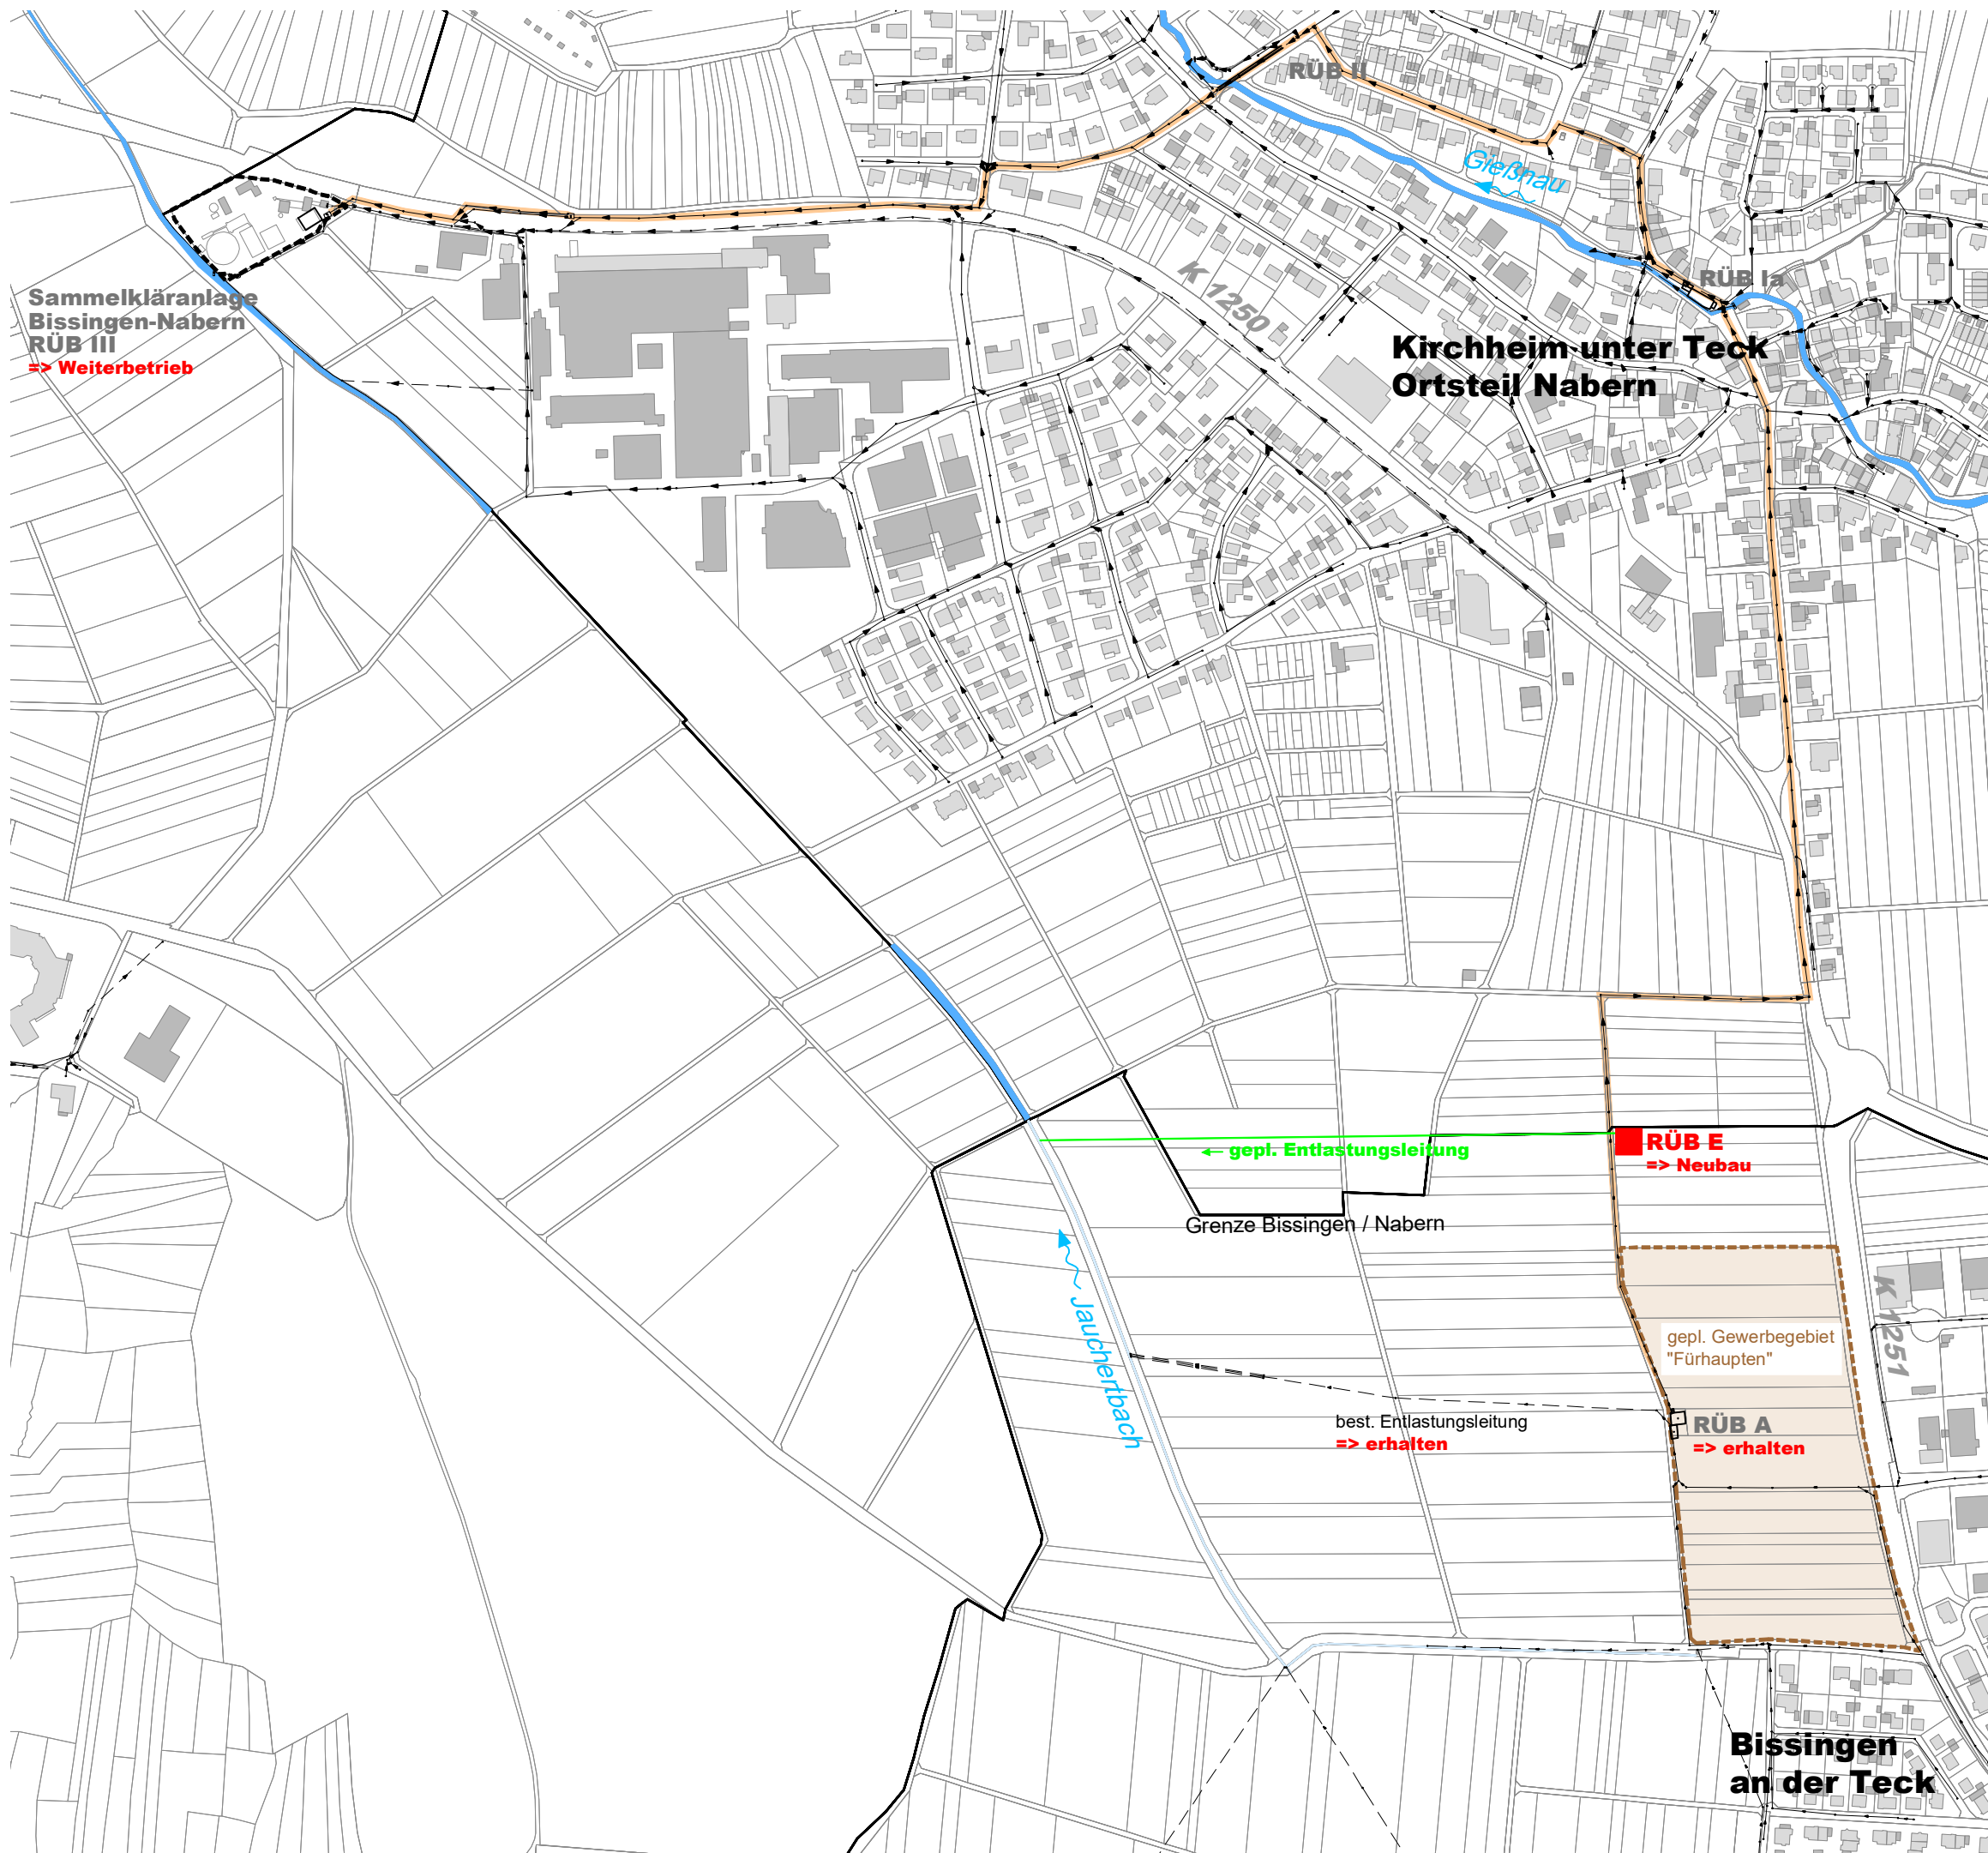 RÜB II
Gießnau
K 1250
RÜB Ia
Sammelkläranlage
Bissingen-Nabern
RÜB III
=> Weiterbetrieb
Kirchheim unter Teck
Ortsteil Nabern
RÜB E
=> Neubau
gepl. Entlastungsleitung
Grenze Bissingen / Nabern
Jauchertbach
K 1251
gepl. Gewerbegebiet
"Fürhaupten"
best. Entlastungsleitung
=> erhalten
RÜB A
=> erhalten
Bissingen
an der Teck